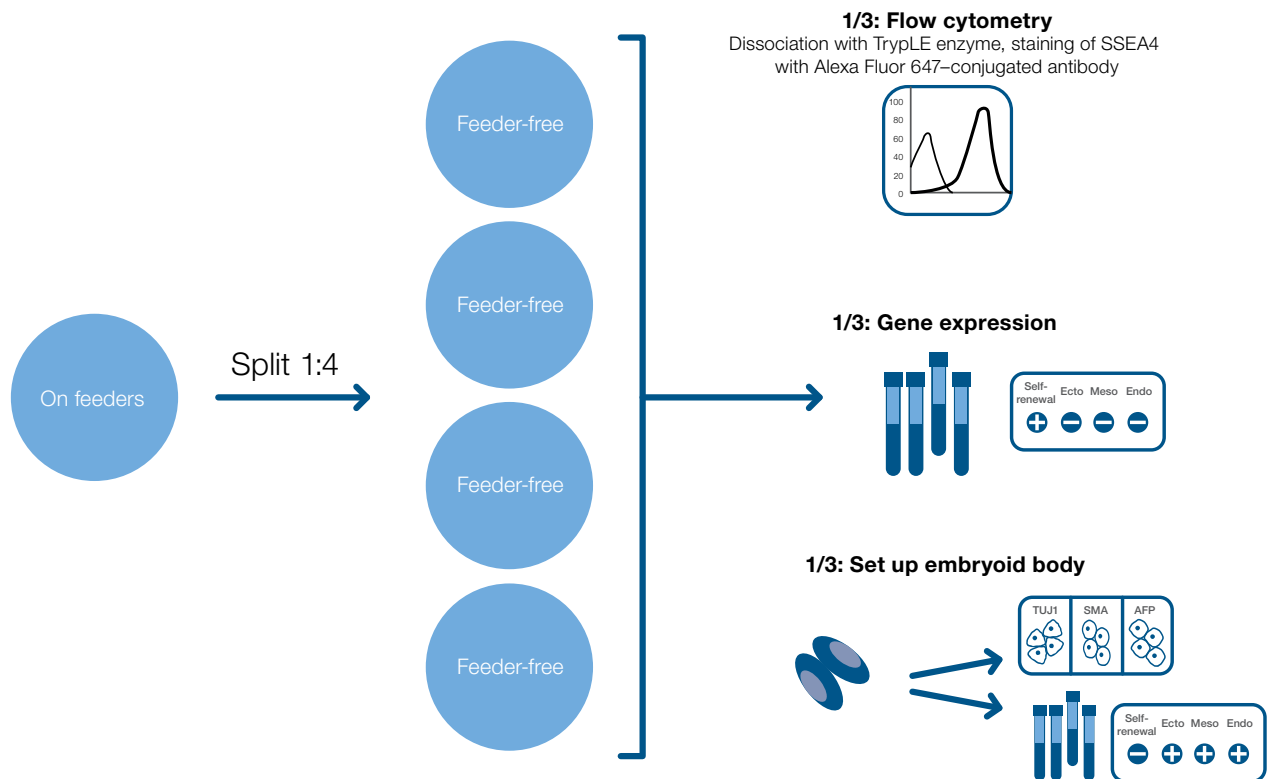 1/3: Flow cytometry
Dissociation with TrypLE enzyme, staining of SSEA4
with Alexa Fluor 647–conjugated antibody
100
80
60
40
20
0
Feeder-free
Feeder-free
Feeder-free
Feeder-free
On feeders
Split 1:4
1/3: Gene expression
Self-
renewal
Ecto
Meso
Endo
1/3: Set up embryoid body
TUJ1
SMA
AFP
Self-
renewal
Ecto
Meso
Endo